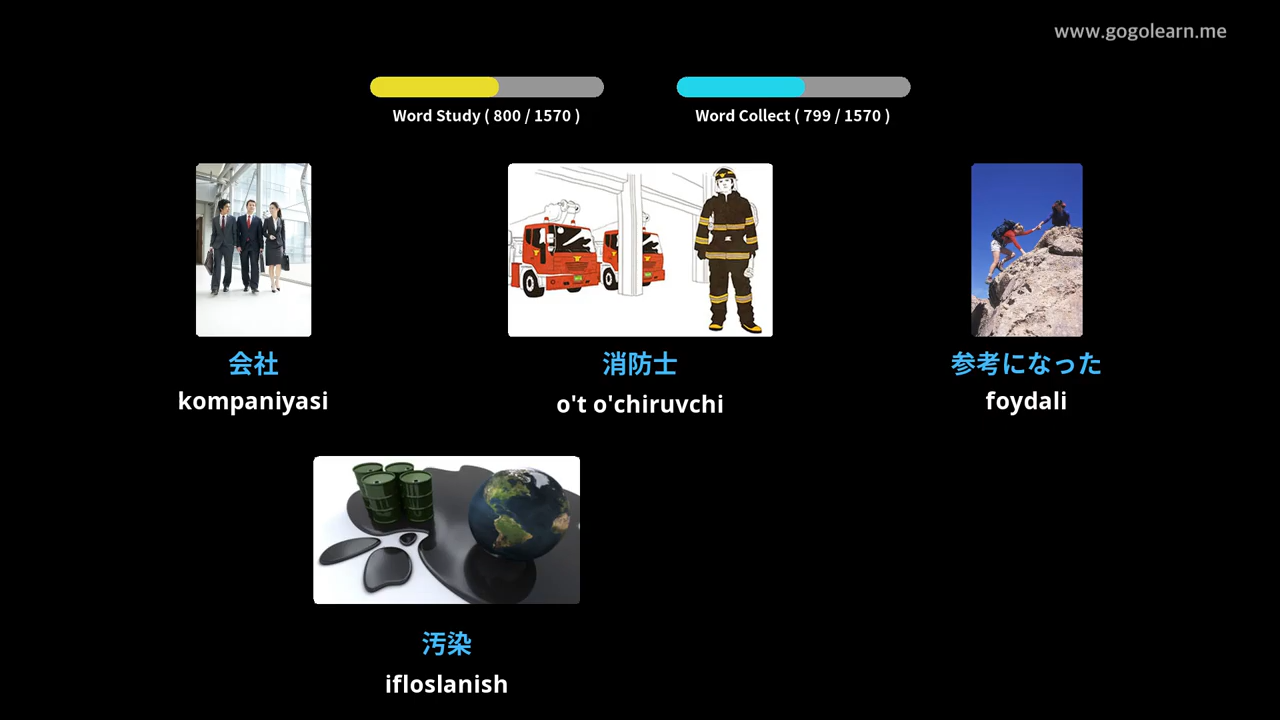 www.gogolearn.me
Word Study ( 800 / 1570 )
Word Collect ( 799 / 1570 )
会社
kompaniyasi
消防士
o't o'chiruvchi
参考になった
foydali
汚染
ifloslanish